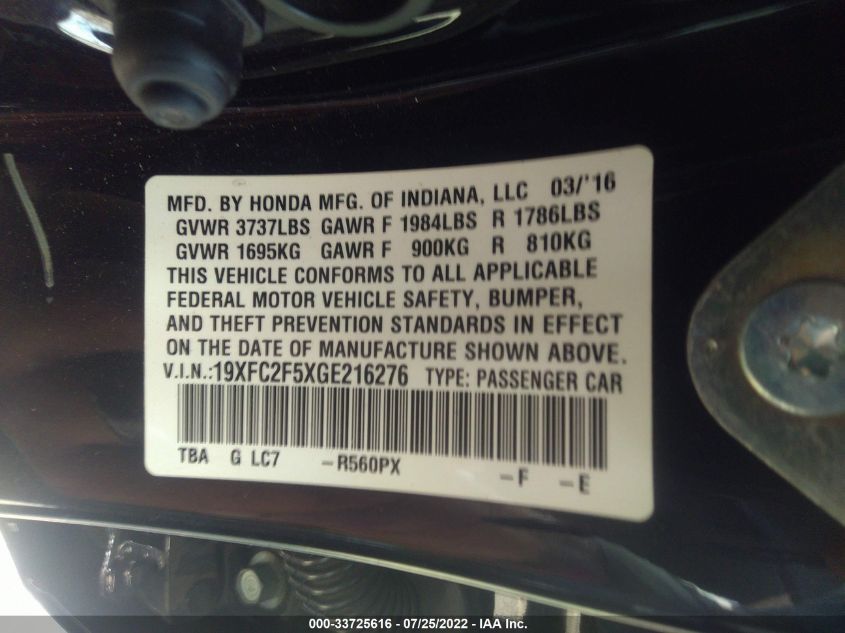 MFD. BY HONDA MFG. OF INDIANA, LLC 03/'16
GVWR 3737LBS GAWR F 1984LBS R 1786LBS
GVWR 1695KG GAWR F 900KG R 810KG
THIS VEHICLE CONFORMS TO ALL APPLICABLE
FEDERAL MOTOR VEHICLE SAFETY, BUMPER,
AND THEFT PREVENTION STANDARDS IN EFFECT
ON THE DATE OF MANUFACTURE SHOWN ABOVE.
V.I.N.:19XFC2F5XGE216276 TYPE: PASSENGER CAR
TBA G LC7 -R560PX -F -E
000-33725616 / 07/25/2022 - IAA Inc.